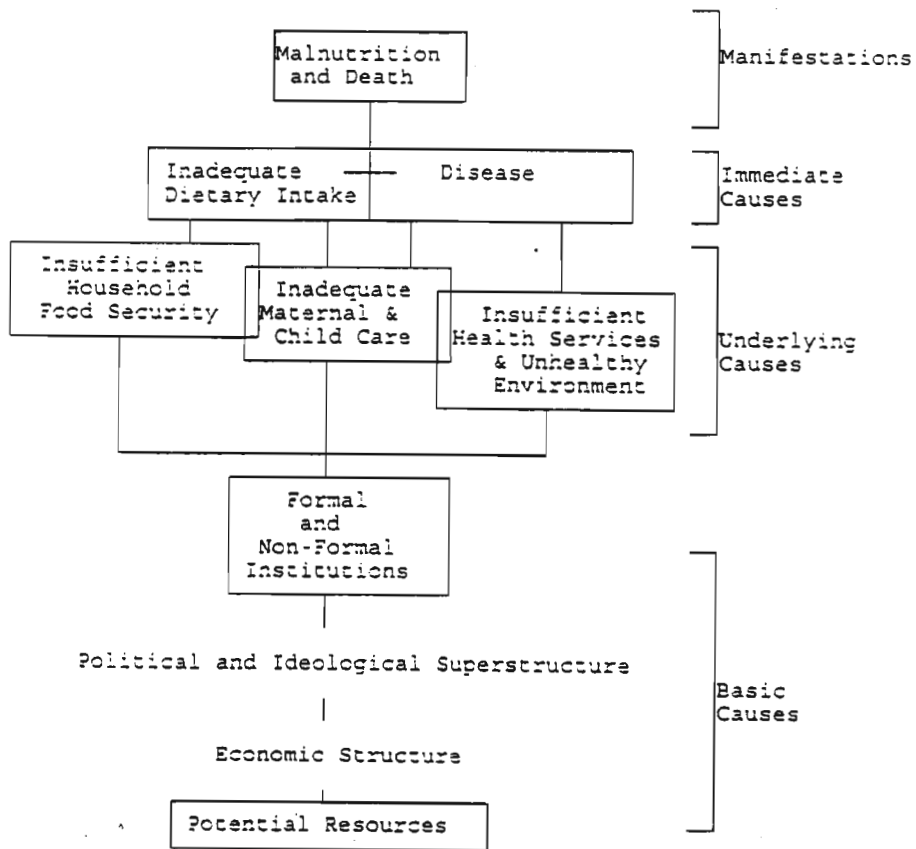 Malnutrition
and Death
Manifestations
Inadequate
Dietary Intake
Disease
Immediate
Causes
Insufficient
Household
Food Security
Inadequate
Maternal &
Child Care
Insufficient
Health Services
& Unhealthy
Environment
Underlying
Causes
Formal
and
Non-Formal
Institutions
Political and Ideological Superstructure
Economic Structure
Potential Resources
Basic
Causes